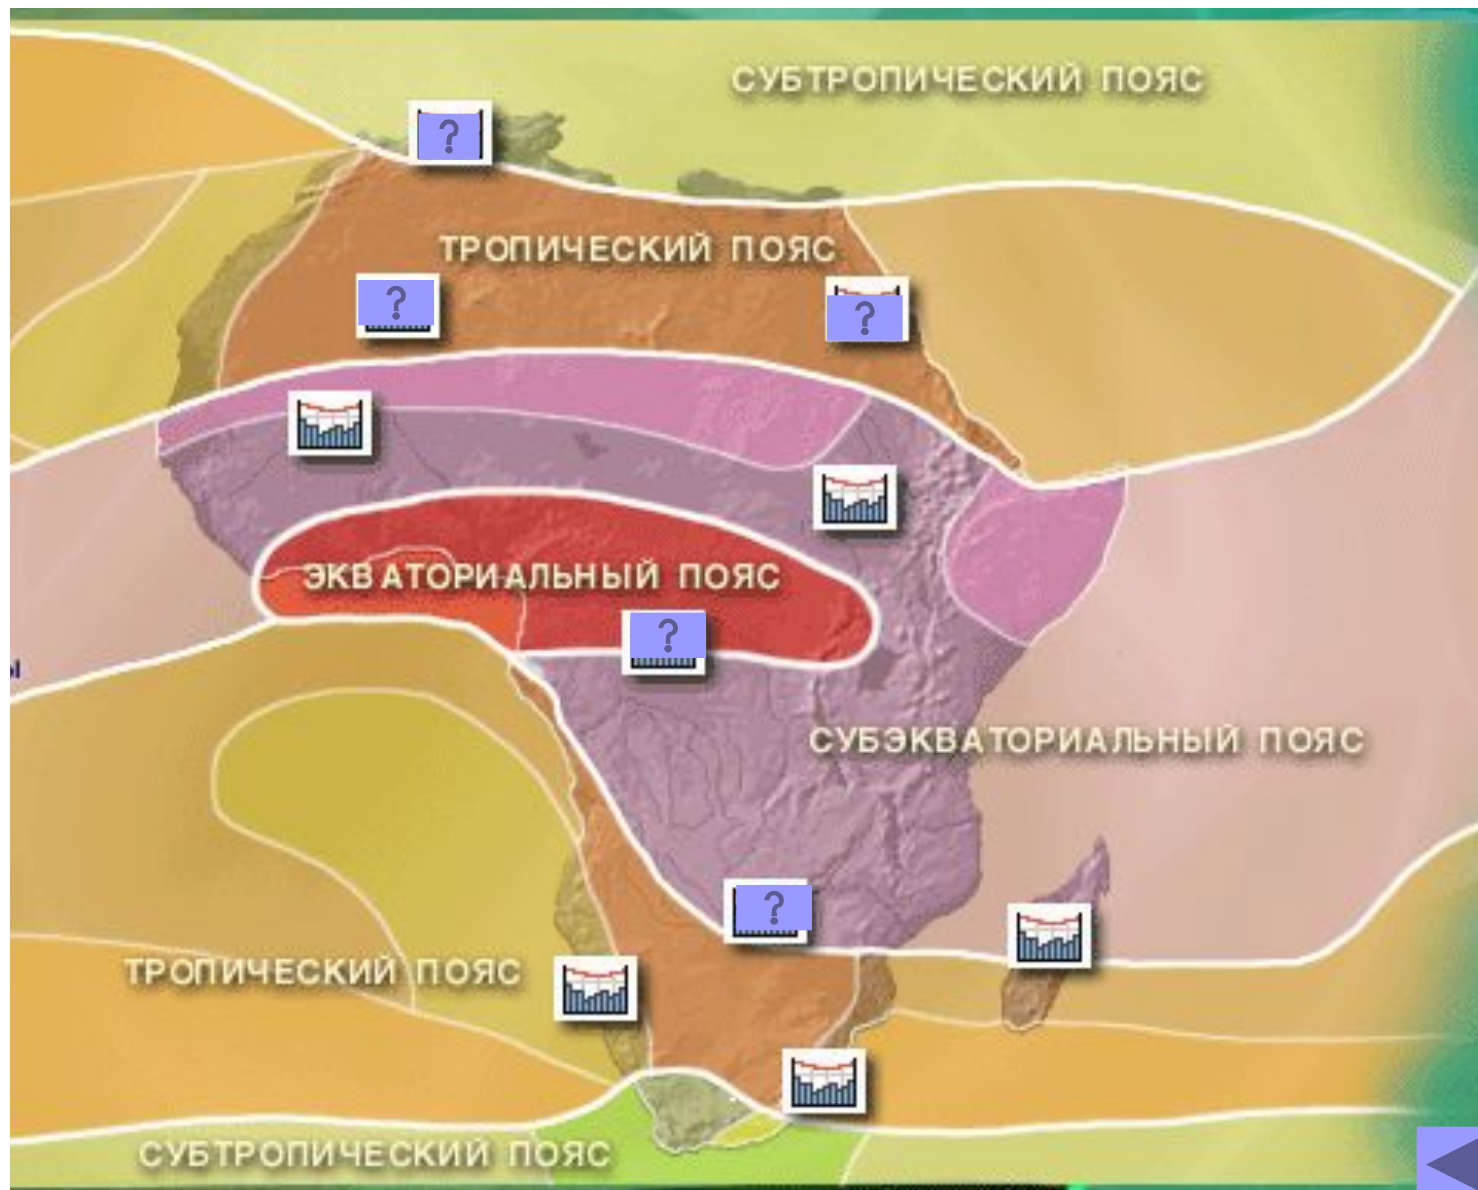 СУБТРОПИЧЕСКИЙ ПОЯС
?
ТРОПИЧЕСКИЙ ПОЯС
?
?
ЭКВАТОРИАЛЬНЫЙ ПОЯС
?
ы
СУБЭКВАТОРИАЛЬНЫЙ ПОЯС
?
ТРОПИЧЕСКИЙ ПОЯС
СУБТРОПИЧЕСКИЙ ПОЯС